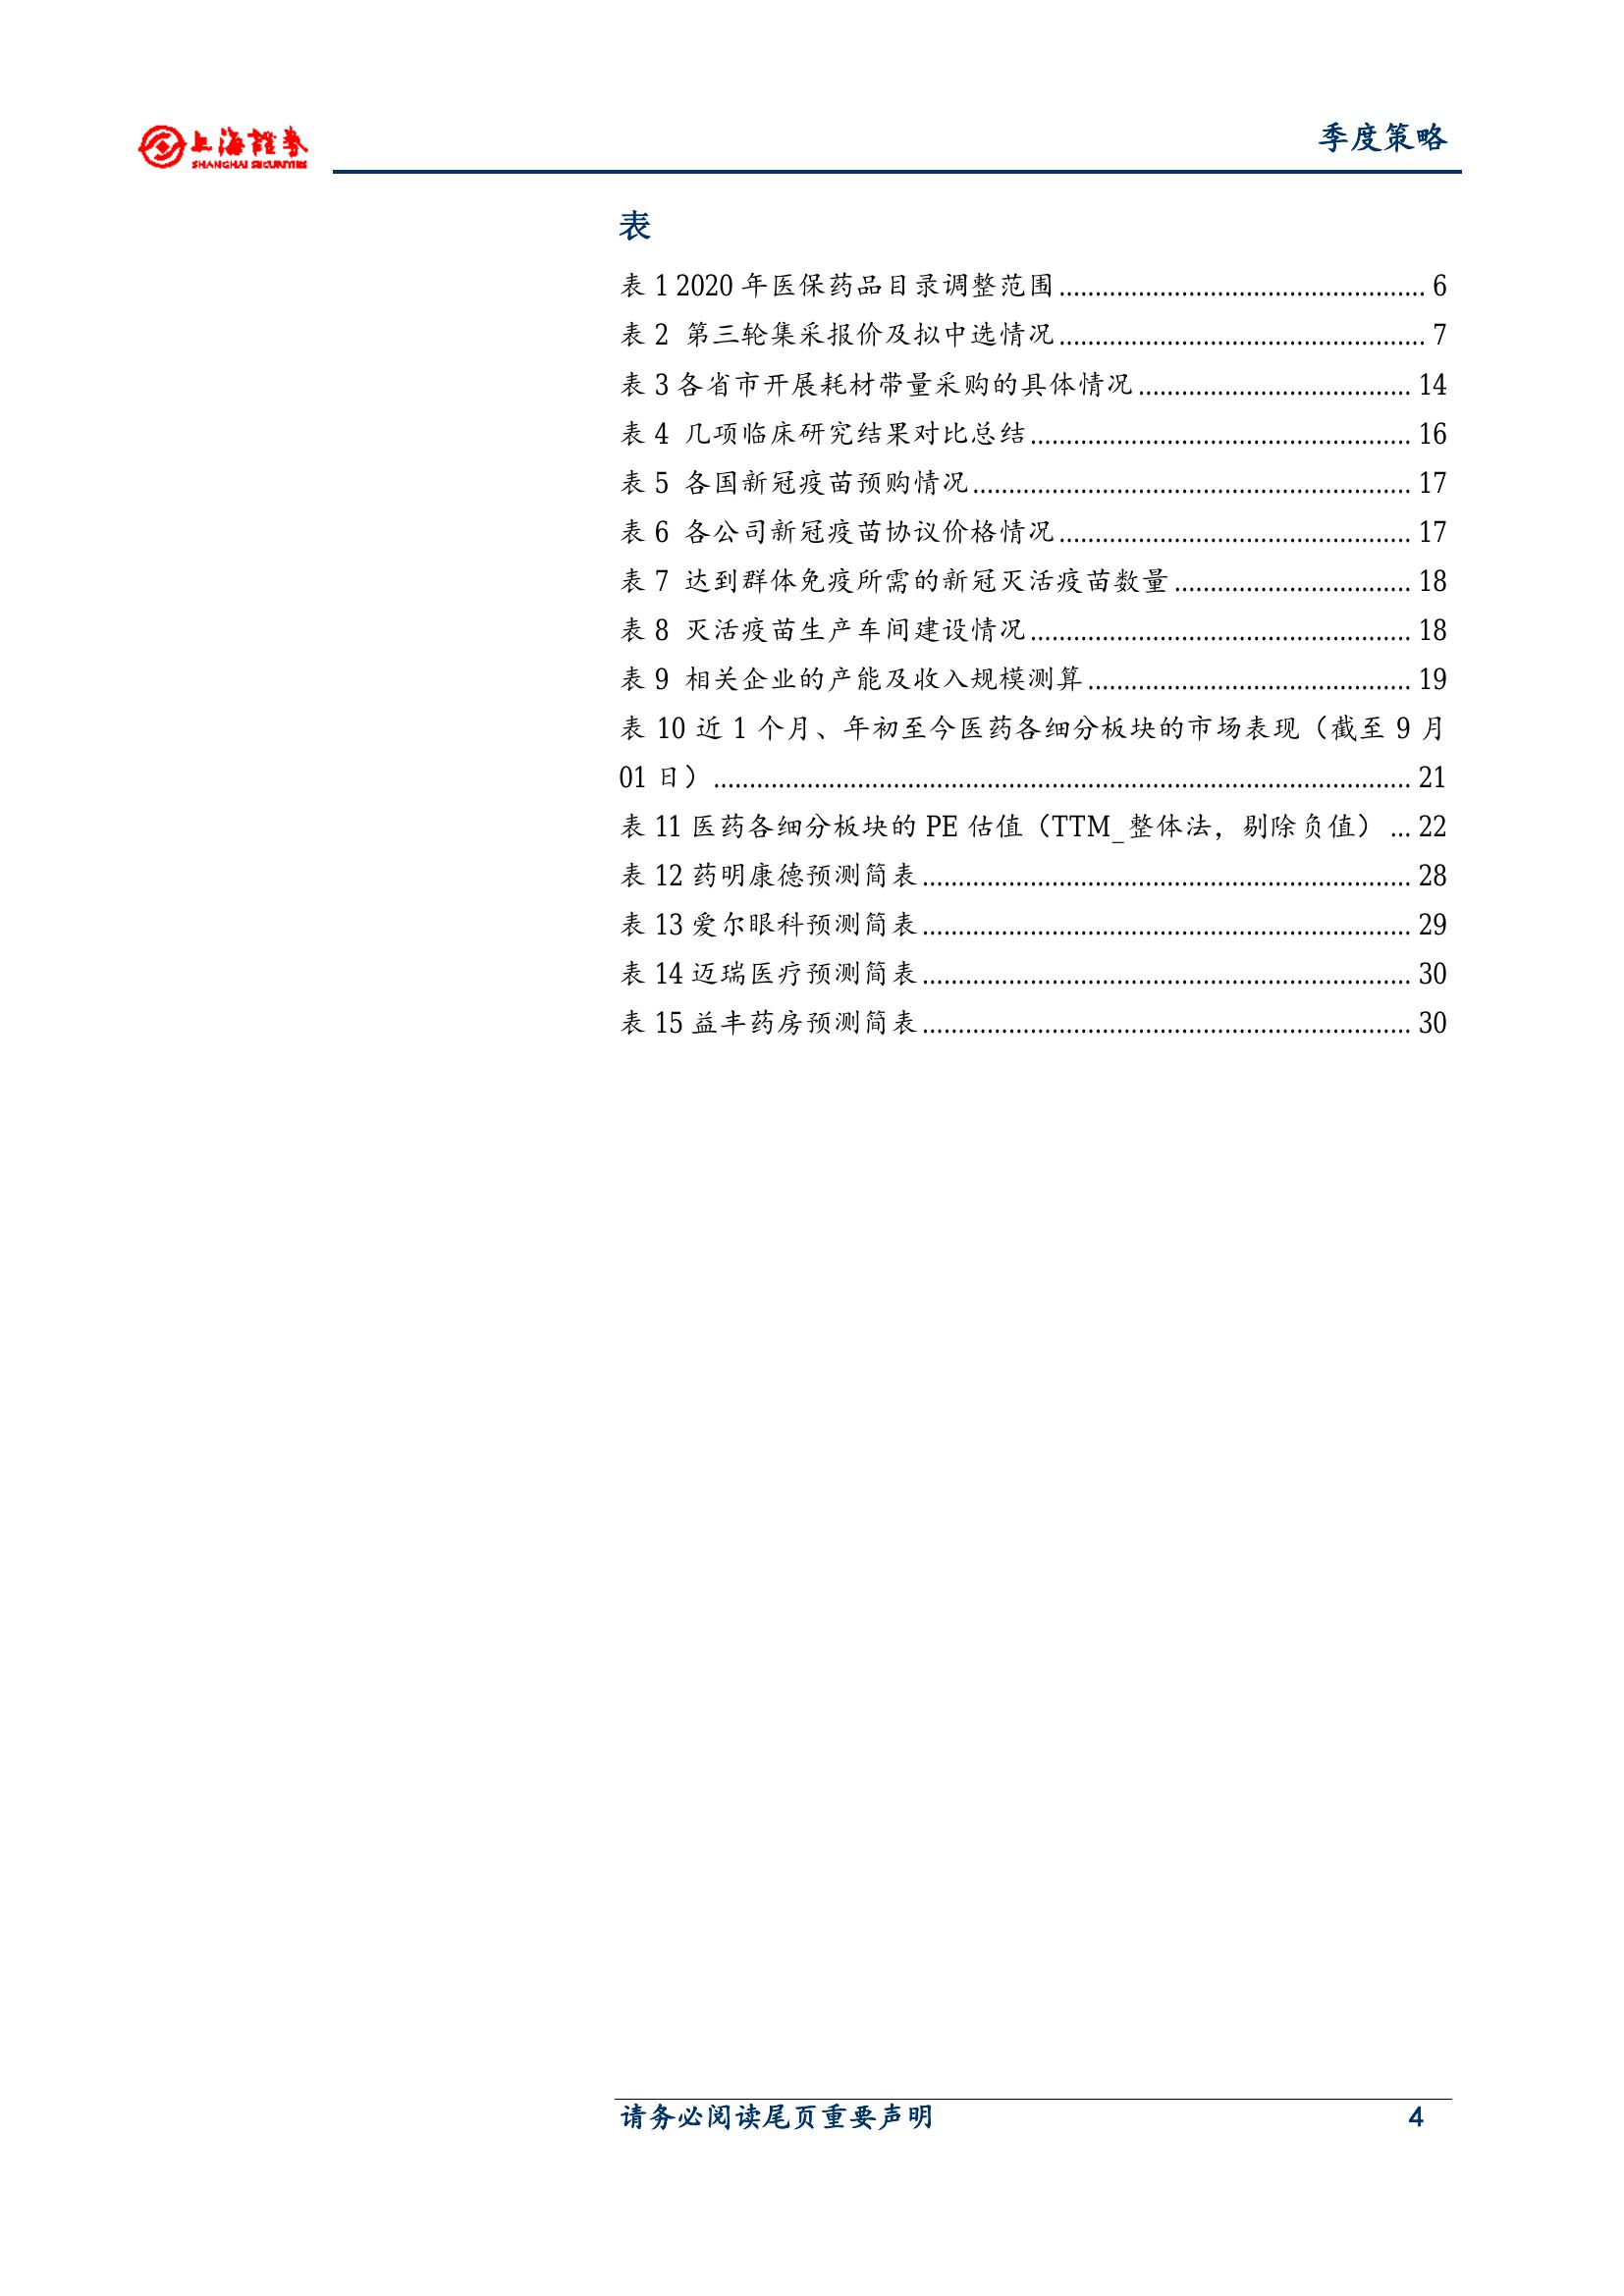 上海證券
SHANGHAI SECURITIES
季度策略
表
表 1 2020 年医保药品目录调整范围................................................... 6
表 2 第三轮集采报价及拟中选情况................................................... 7
表 3 各省市开展耗材带量采购的具体情况...................................... 14
表 4 几项临床研究结果对比总结..................................................... 16
表 5 各国新冠疫苗预购情况............................................................. 17
表 6 各公司新冠疫苗协议价格情况................................................. 17
表 7 达到群体免疫所需的新冠灭活疫苗数量................................. 18
表 8 灭活疫苗生产车间建设情况..................................................... 18
表 9 相关企业的产能及收入规模测算............................................. 19
表 10 近 1 个月、年初至今医药各细分板块的市场表现（截至 9 月
01 日）................................................................................................. 21
表 11 医药各细分板块的 PE 估值（TTM_整体法，剔除负值） ... 22
表 12 药明康德预测简表.................................................................... 28
表 13 爱尔眼科预测简表.................................................................... 29
表 14 迈瑞医疗预测简表.................................................................... 30
表 15 益丰药房预测简表.................................................................... 30
请务必阅读尾页重要声明 4